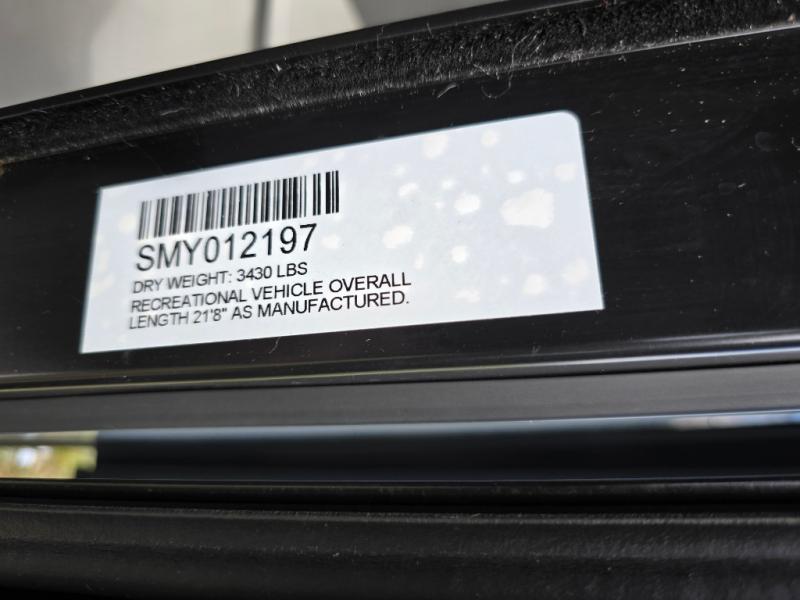 SMY012197
DRY WEIGHT: 3430 LBS
RECREATIONAL VEHICLE OVERALL
LENGTH 21'8" AS MANUFACTURED.